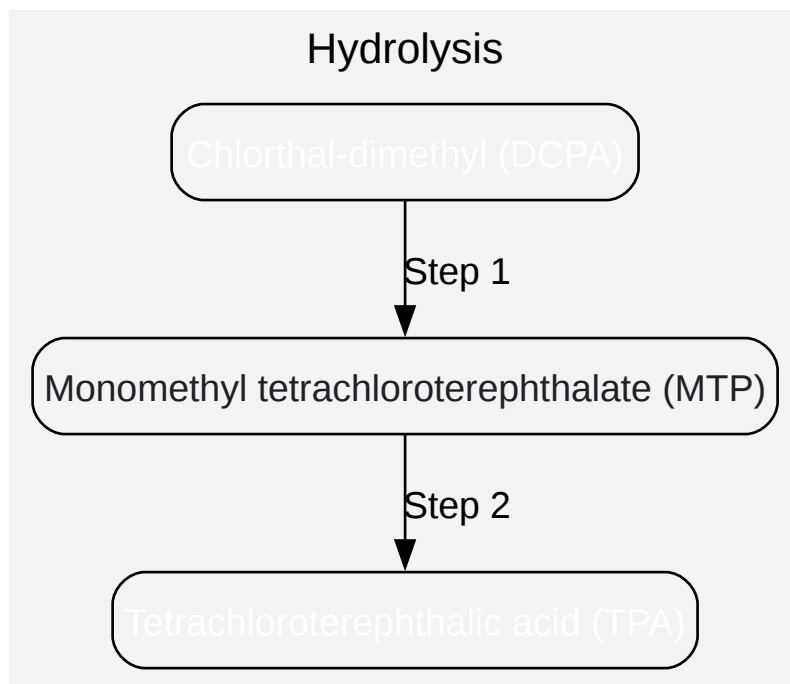 Hydrolysis
Chlorthal-dimethyl (DCPA)
Step 1
Monomethyl tetrachloroterephthalate (MTP)
Step 2
Tetrachloroterephthalic acid (TPA)